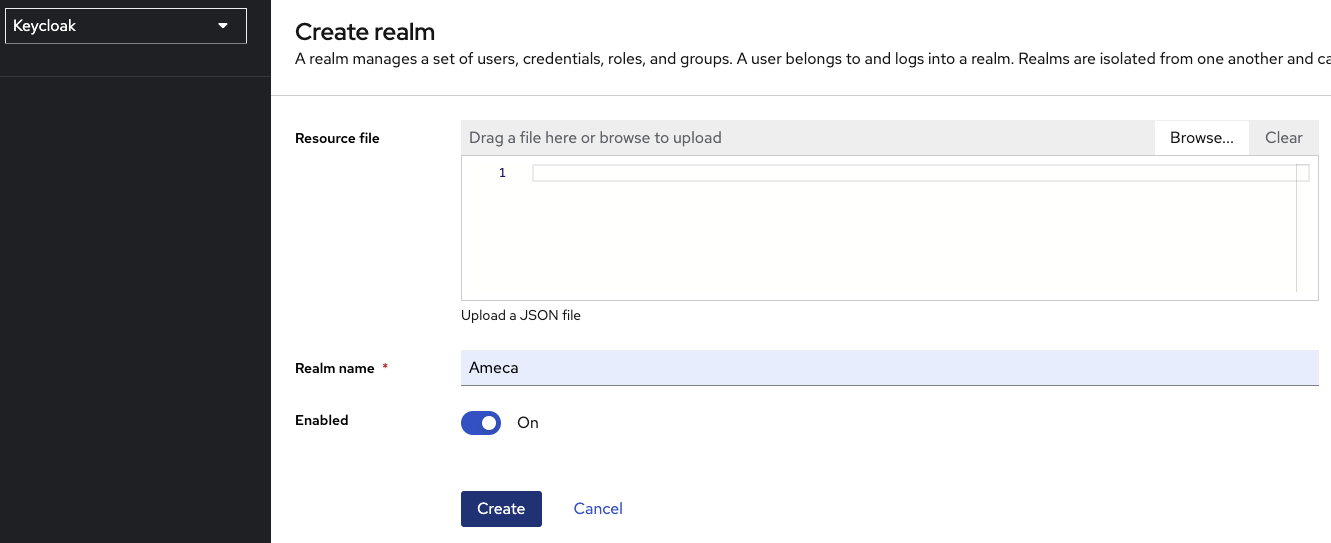 Keycloak
Create realm
A realm manages a set of users, credentials, roles, and groups. A user belongs to and logs into a realm. Realms are isolated from one another and ca
Resource file
Drag a file here or browse to upload
Browse...
Clear
1
Upload a JSON file
Realm name *
Ameca
Enabled
On
Create
Cancel